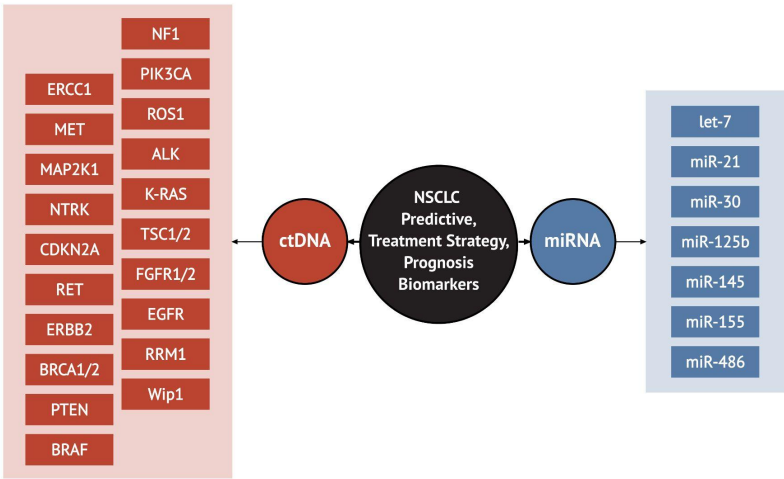 ERCC1
MET
MAP2K1
NTRK
CDKN2A
RET
ERBB2
BRCA1/2
PTEN
BRAF
NF1
PIK3CA
ROS1
ALK
K-RAS
TSC1/2
FGFR1/2
EGFR
RRM1
Wip1
ctDNA
NSCLC
Predictive,
Treatment Strategy,
Prognosis
Biomarkers
miRNA
let-7
miR-21
miR-30
miR-125b
miR-145
miR-155
miR-486